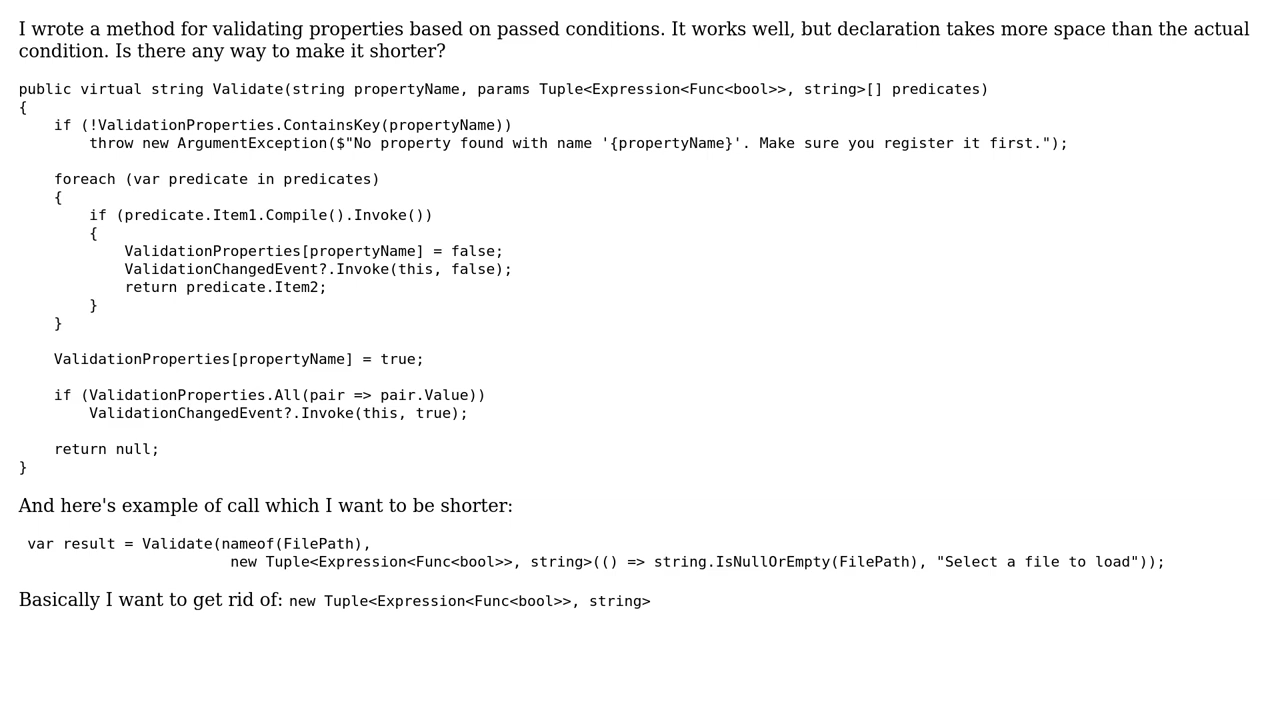 I wrote a method for validating properties based on passed conditions. It works well, but declaration takes more space than the actual
condition. Is there any way to make it shorter?
public virtual string Validate(string propertyName, params Tuple<Expression<Func<bool>>, string>[] predicates)
{
    if (!ValidationProperties.ContainsKey(propertyName))
        throw new ArgumentException($"No property found with name '{propertyName}'. Make sure you register it first.");
    foreach (var predicate in predicates)
    {
        if (predicate.Item1.Compile().Invoke())
        {
            ValidationProperties[propertyName] = false;
            ValidationChangedEvent?.Invoke(this, false);
            return predicate.Item2;
        }
    }
    ValidationProperties[propertyName] = true;
    if (ValidationProperties.All(pair => pair.Value))
        ValidationChangedEvent?.Invoke(this, true);
    return null;
}
And here's example of call which I want to be shorter:
var result = Validate(nameof(FilePath),
                       new Tuple<Expression<Func<bool>>, string>(() => string.IsNullOrEmpty(FilePath), "Select a file to load"));
Basically I want to get rid of: new Tuple<Expression<Func<bool>>, string>